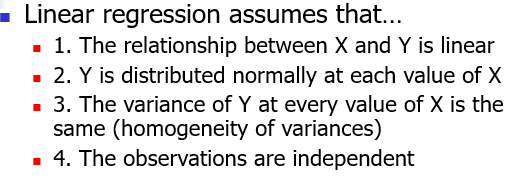 Linear regression assumes that…
1. The relationship between X and Y is linear
2. Y is distributed normally at each value of X
3. The variance of Y at every value of X is the
same (homogeneity of variances)
4. The observations are independent